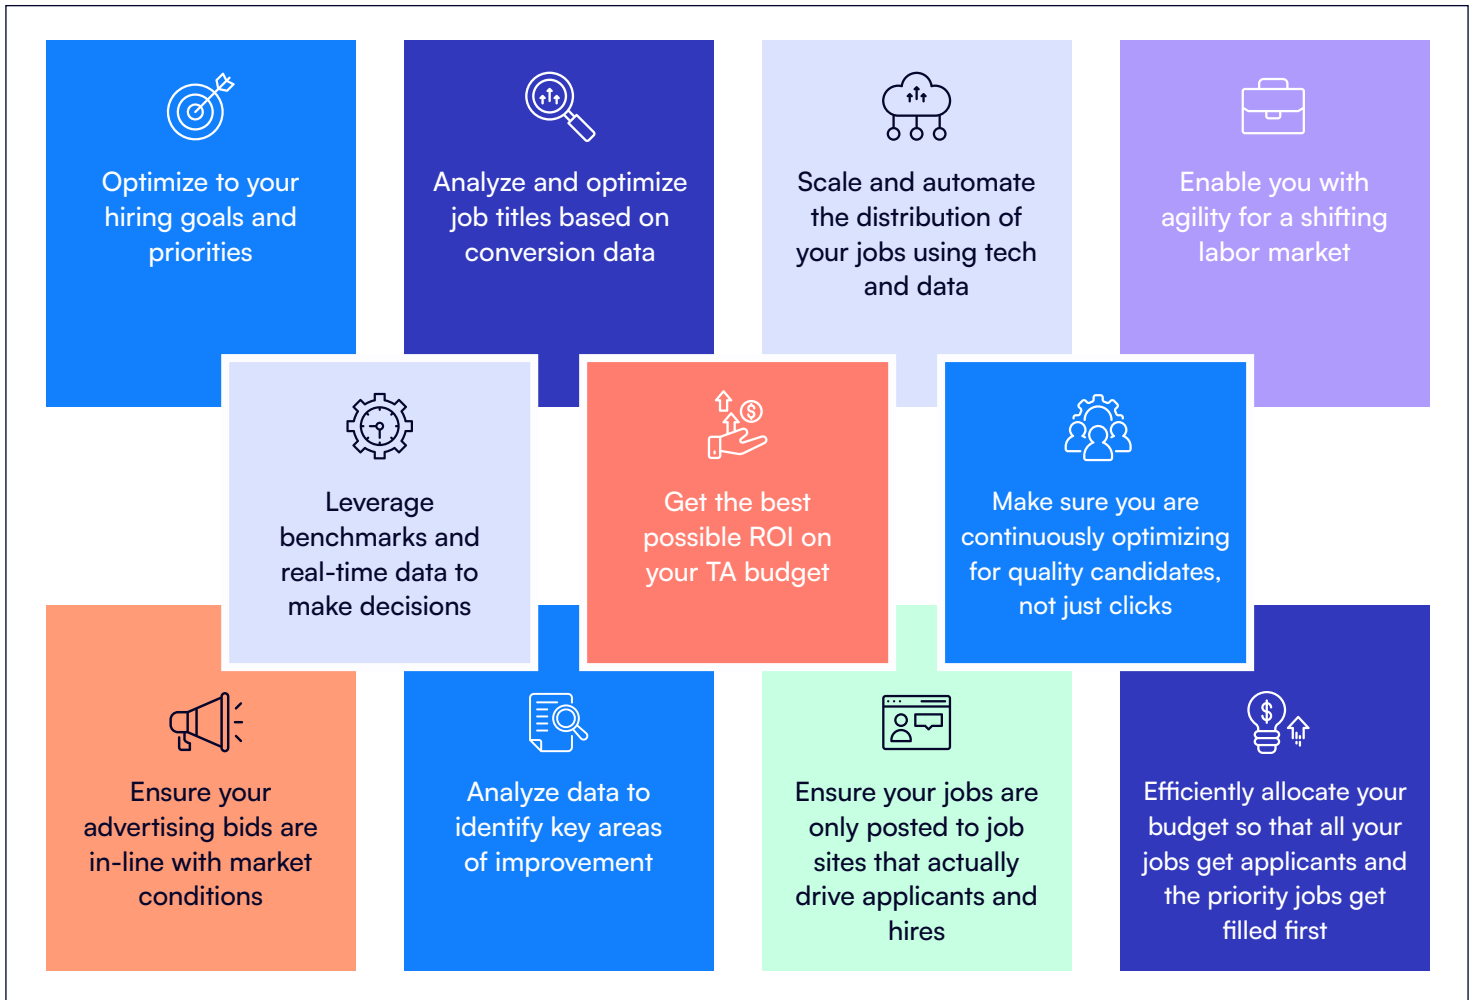 Optimize to your
hiring goals and
priorities
Analyze and optimize
job titles based on
conversion data
Scale and automate
the distribution of
your jobs using tech
and data
Enable you with
agility for a shifting
labor market
Leverage
benchmarks and
real-time data to
make decisions
Get the best
possible ROI on
your TA budget
Make sure you are
continuously optimizing
for quality candidates,
not just clicks
Ensure your
advertising bids are
in-line with market
conditions
Analyze data to
identify key areas
of improvement
Ensure your jobs are
only posted to job
sites that actually
drive applicants and
hires
Efficiently allocate your
budget so that all your
jobs get applicants and
the priority jobs get
filled first